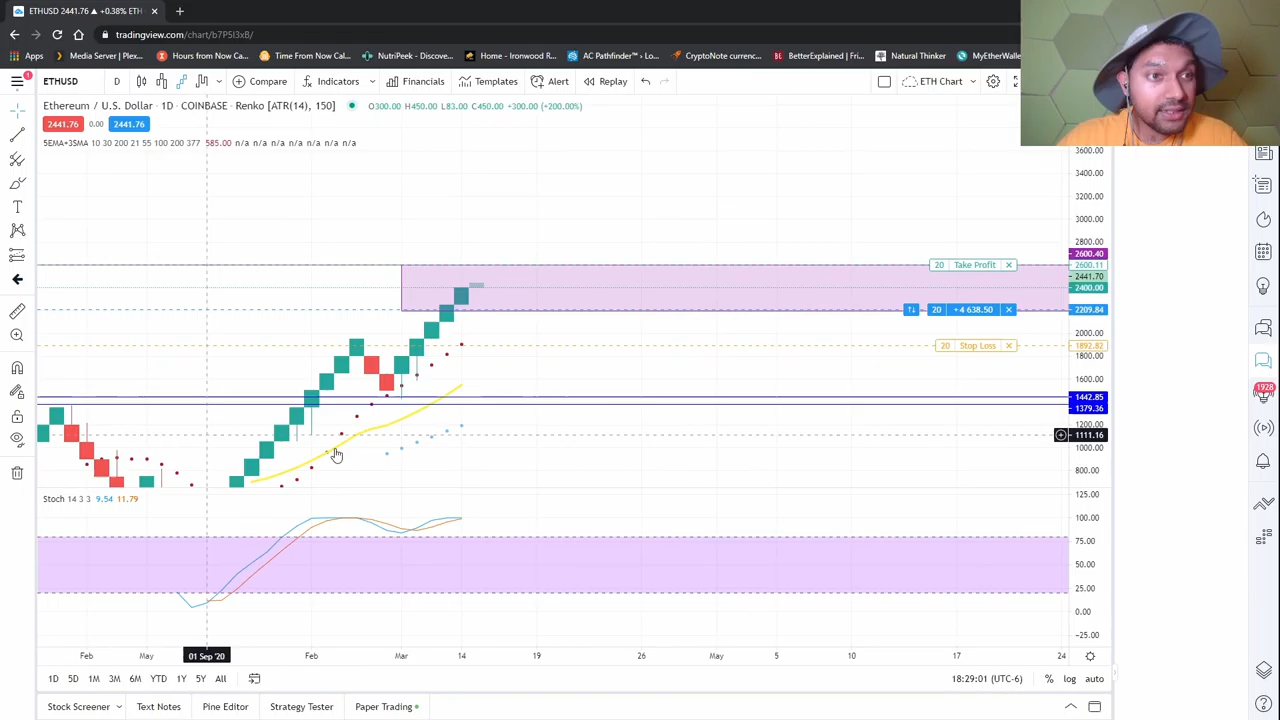 ETHUSD 2441.76 ▲ +0.38% ETH
tradingview.com/chart/b7P5I3xB/
Apps Media Server | Plex... Hours from Now Cal... Time From Now Cal... NutriPeek - Owners Home - Ironwood R... AC Pathfinder™ › Lo... CryptoNote currenc... BetterExplained | Fri... Natural Thinker MyEtherWalle
ETHUSD D Compare Indicators Financials Templates Alert Replay ETH Chart
Ethereum / U.S. Dollar · 1D · COINBASE · Renko [ATR(14), 150] O300.00 H450.00 L83.00 C450.00 +300.00 (+200.00%)
2441.76 0.00 2441.76
5EMA+3SMA 10 30 200 21 55 100 200 377 585.00 n/a n/a n/a n/a n/a n/a n/a
3600.00
3400.00
3200.00
3000.00
2800.00
2600.40
20 Take Profit × 2600.11
2441.70
2400.00
20 +4 638.50 × 2209.84
2000.00
20 Stop Loss × 1892.82
1800.00
1600.00
1442.85
1379.36
1200.00
1111.16
1000.00
800.00
1928
Stoch 14 3 3 9.54 11.79
125.00
100.00
75.00
50.00
25.00
0.00
−25.00
Feb May 01 Sep '20 Feb Mar 14 19 26 May 5 10 17 24
1D 5D 1M 3M 6M YTD 1Y 5Y All 18:29:01 (UTC-6) % log auto
Stock Screener Text Notes Pine Editor Strategy Tester Paper Trading